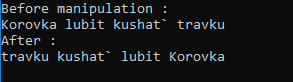 Before manipulation :
Korovka lubit kushat` travku
After :
travku kushat` lubit Korovka